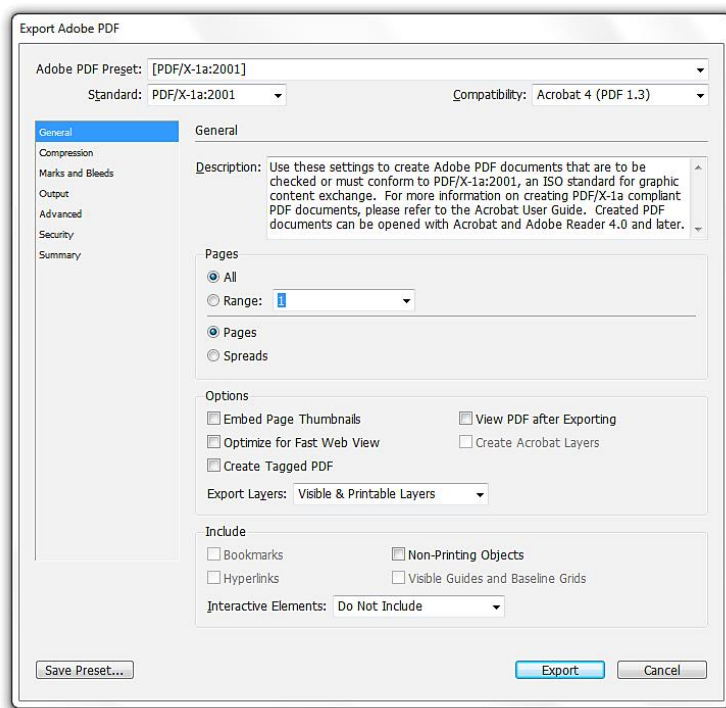 Export Adobe PDF
Adobe PDF Preset: [PDF/X-1a:2001]
Standard: PDF/X-1a:2001 Compatibility: Acrobat 4 (PDF 1.3)
General
Compression
Marks and Bleeds
Output
Advanced
Security
Summary
General
Description: Use these settings to create Adobe PDF documents that are to be
checked or must conform to PDF/X-1a:2001, an ISO standard for graphic
content exchange. For more information on creating PDF/X-1a compliant
PDF documents, please refer to the Acrobat User Guide. Created PDF
documents can be opened with Acrobat and Adobe Reader 4.0 and later.
Pages
All
Range: 1
Pages
Spreads
Options
Embed Page Thumbnails View PDF after Exporting
Optimize for Fast Web View Create Acrobat Layers
Create Tagged PDF
Export Layers: Visible & Printable Layers
Include
Bookmarks Non-Printing Objects
Hyperlinks Visible Guides and Baseline Grids
Interactive Elements: Do Not Include
Save Preset... Export Cancel